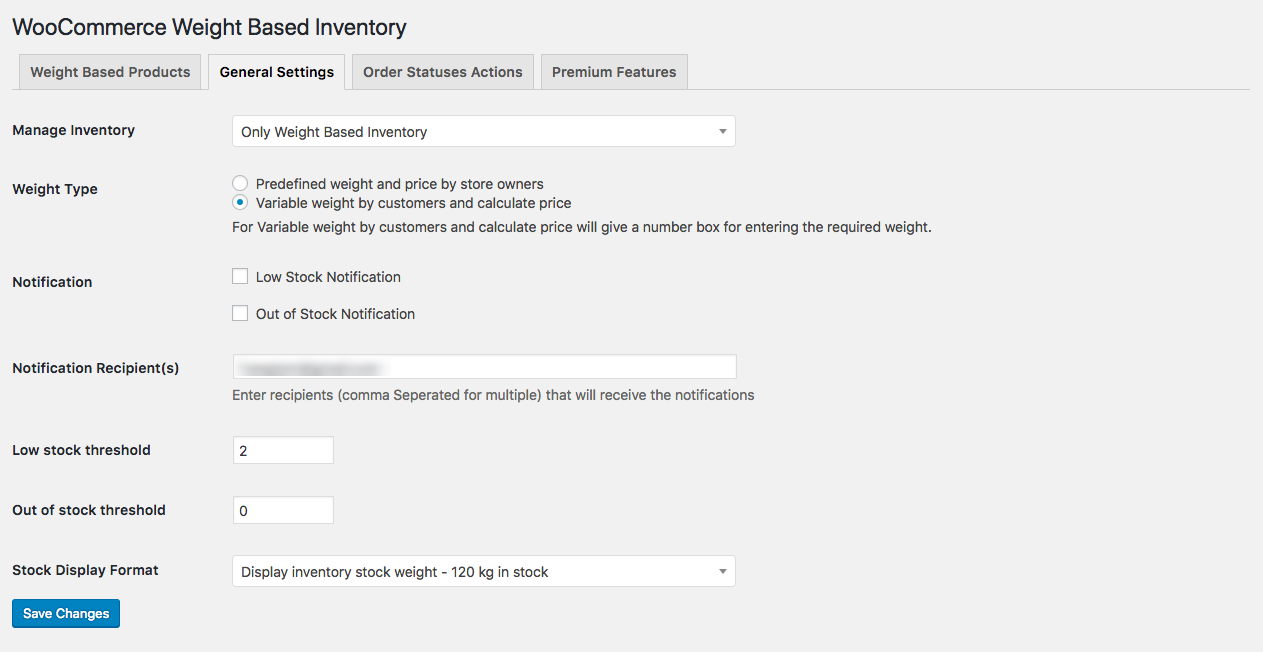 WooCommerce Weight Based Inventory
Weight Based Products General Settings Order Statuses Actions Premium Features
Manage Inventory Only Weight Based Inventory
Weight Type Predefined weight and price by store owners
Variable weight by customers and calculate price
For Variable weight by customers and calculate price will give a number box for entering the required weight.
Notification Low Stock Notification
Out of Stock Notification
Notification Recipient(s)
Enter recipients (comma Seperated for multiple) that will receive the notifications
Low stock threshold 2
Out of stock threshold 0
Stock Display Format Display inventory stock weight - 120 kg in stock
Save Changes